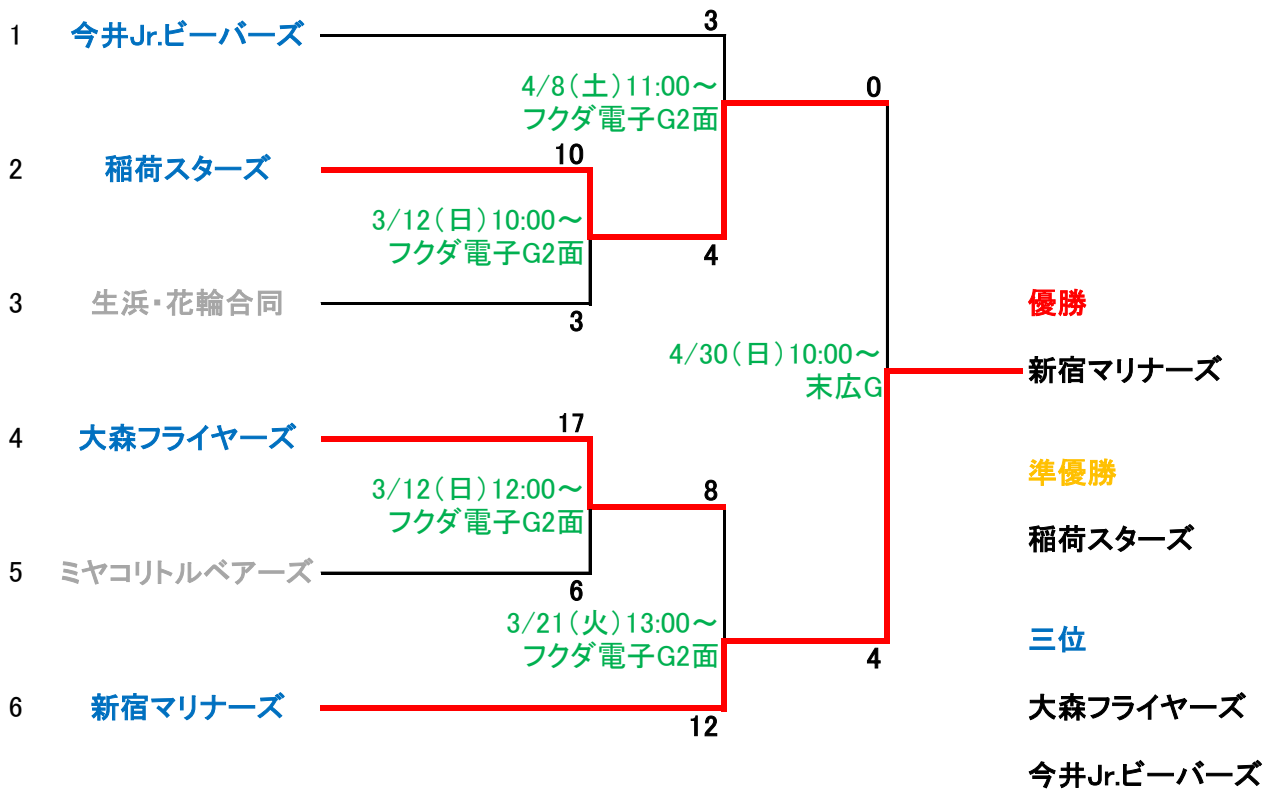 1 今井Jr.ビーバーズ 3
4/8(土)11:00～ 0
フクダ電子G2面
2 稲荷スターズ 10
3/12(日)10:00～
フクダ電子G2面 4
3 生浜・花輪合同 3
優勝
4/30(日)10:00～
末広G
新宿マリナーズ
4 大森フライヤーズ 17
準優勝
3/12(日)12:00～ 8
フクダ電子G2面
稲荷スターズ
5 ミヤコリトルベアーズ 6
3/21(火)13:00～
フクダ電子G2面 4
三位
6 新宿マリナーズ 12
大森フライヤーズ
今井Jr.ビーバーズ